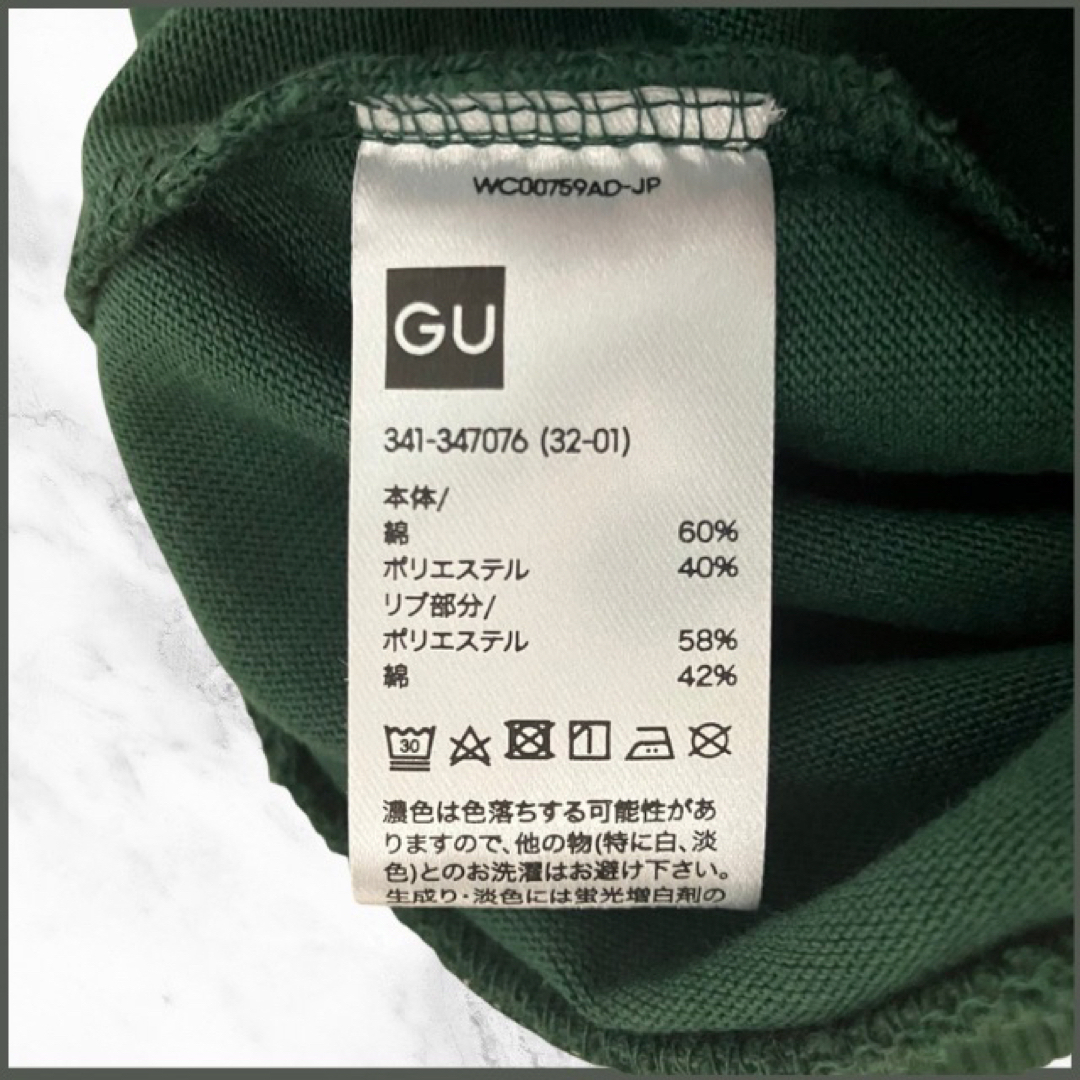 WC00759AD-JP
GU
341-347076 (32-01)
本体/
綿 60%
ポリエステル 40%
リブ部分/
ポリエステル 58%
綿 42%
30
濃色は色落ちする可能性があ
りますので、他の物(特に白、淡
色)とのお洗濯はお避け下さい。
生成り・淡色には蛍光増白剤の